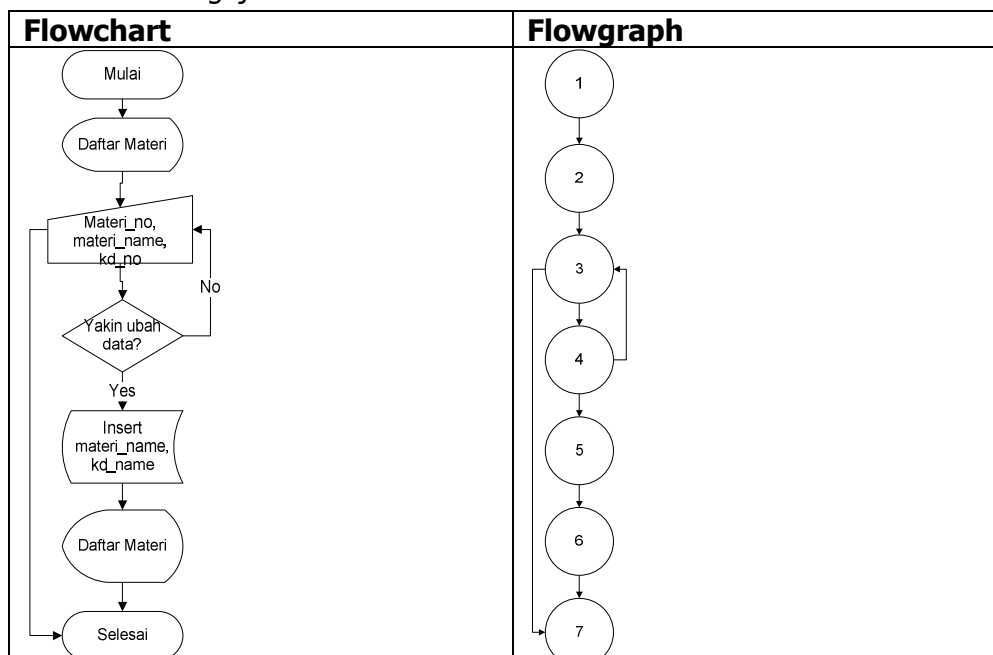 Flowchart
Flowgraph
Mulai
Daftar Materi
Materi_no,
materi_name,
kd_no
No
Yakin ubah
data?
Yes
Insert
materi_name,
kd_name
Daftar Materi
Selesai
1
2
3
4
5
6
7